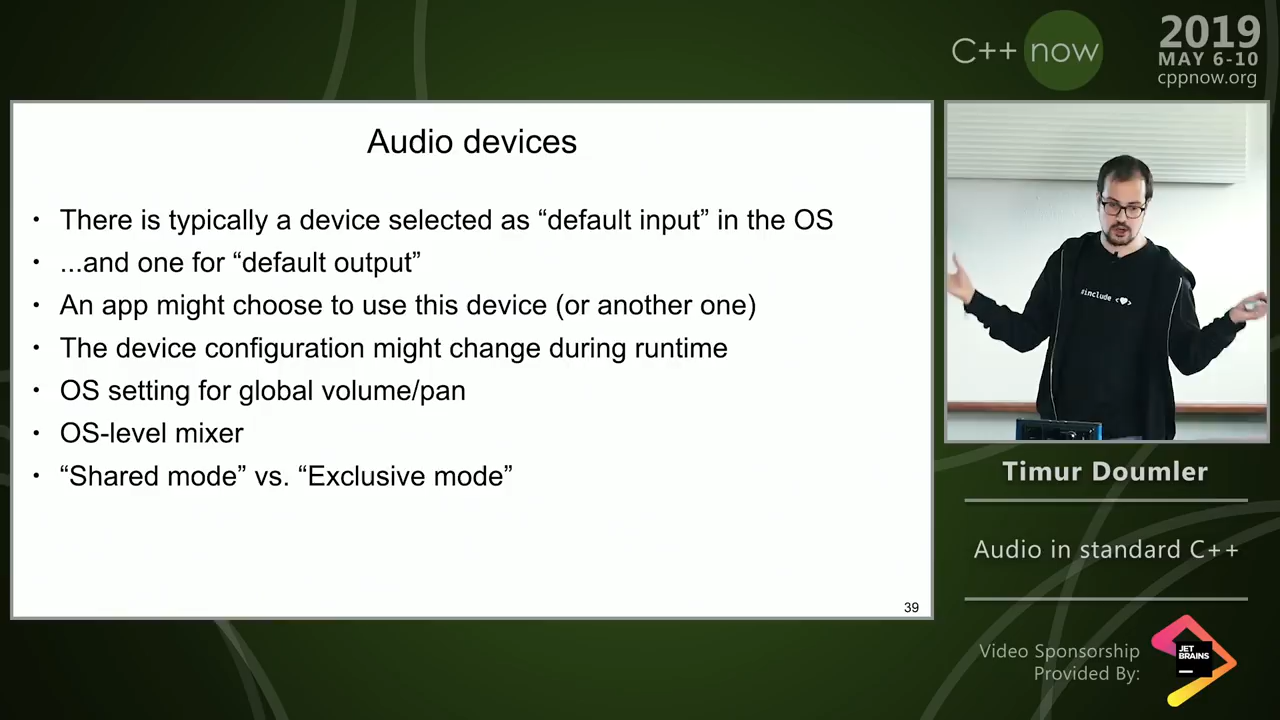 C++ now
2019
MAY 6-10
cppnow.org
Audio devices
• There is typically a device selected as “default input” in the OS
• ...and one for “default output”
• An app might choose to use this device (or another one)
• The device configuration might change during runtime
• OS setting for global volume/pan
• OS-level mixer
• “Shared mode” vs. “Exclusive mode”
39
#include <♥>
Timur Doumler
Audio in standard C++
Video Sponsorship
Provided By:
JET
BRAINS